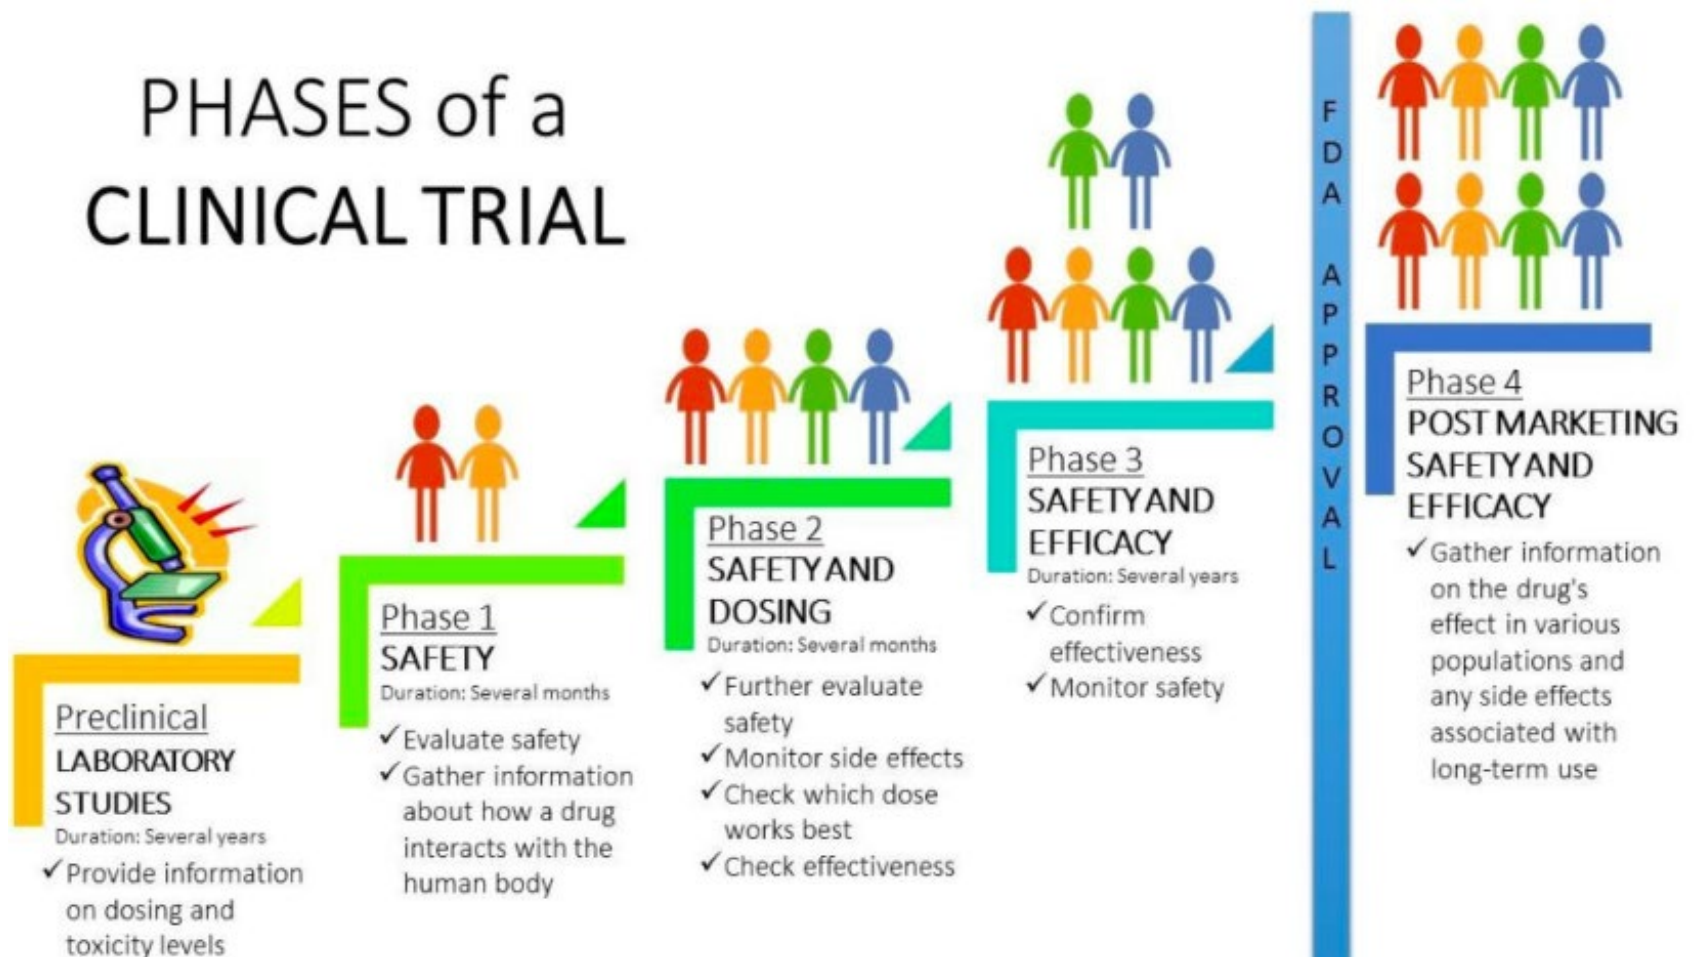 PHASES of a
CLINICAL TRIAL
Preclinical
LABORATORY
STUDIES
Duration: Several years
✓Provide information
on dosing and
toxicity levels
Phase 1
SAFETY
Duration: Several months
✓Evaluate safety
✓Gather information
about how a drug
interacts with the
human body
Phase 2
SAFETY AND
DOSING
Duration: Several months
✓Further evaluate
safety
✓Monitor side effects
✓Check which dose
works best
✓Check effectiveness
Phase 3
SAFETY AND
EFFICACY
Duration: Several years
✓Confirm
effectiveness
✓Monitor safety
FDA APPROVAL
Phase 4
POST MARKETING
SAFETY AND
EFFICACY
✓Gather information
on the drug's
effect in various
populations and
any side effects
associated with
long-term use